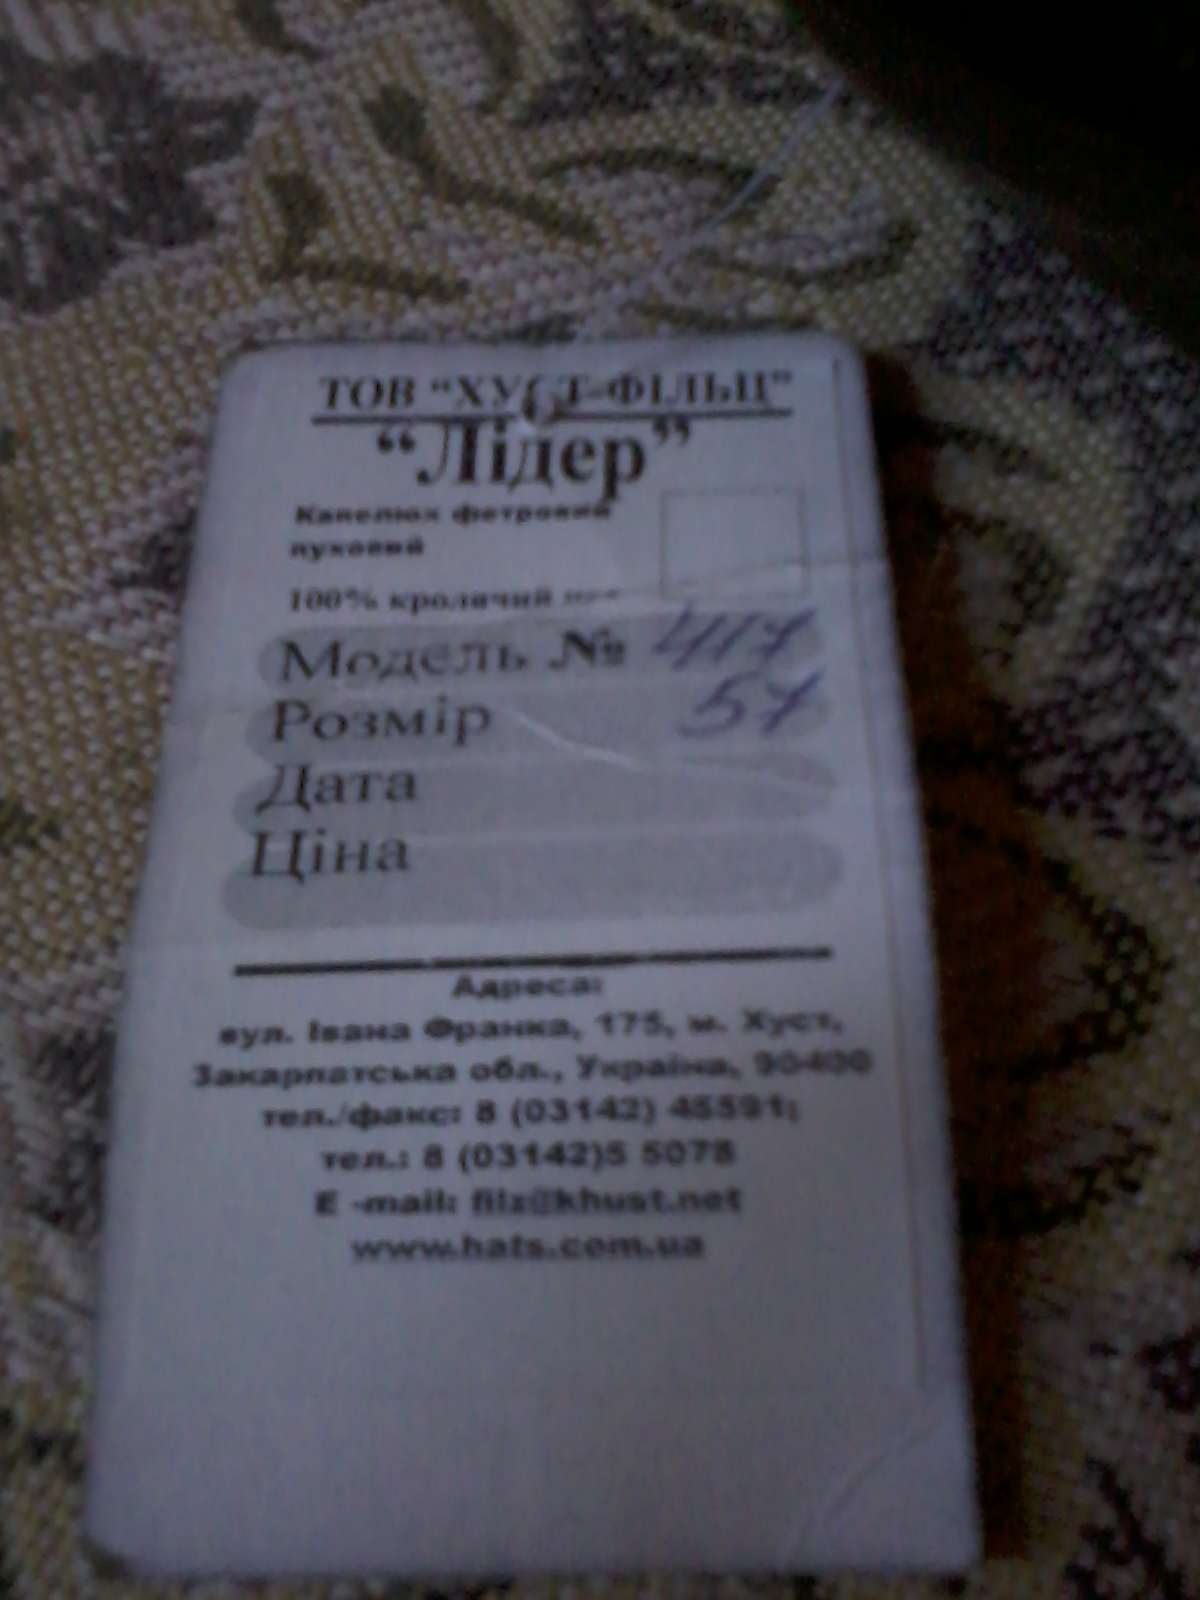 ТОВ "ХУСТ-ФІЛЬЦ"
"Лідер"
Капелюх фетровий
пуховий
100% кролячий пух
Модель № 417
Розмір 57
Дата
Ціна
Адреса:
вул. Івана Франка, 175, м. Хуст,
Закарпатська обл., Україна, 90400
тел./факс: 8 (03142) 45591;
тел.: 8 (03142)5 5078
E -mail: filz@khust.net
www.hats.com.ua